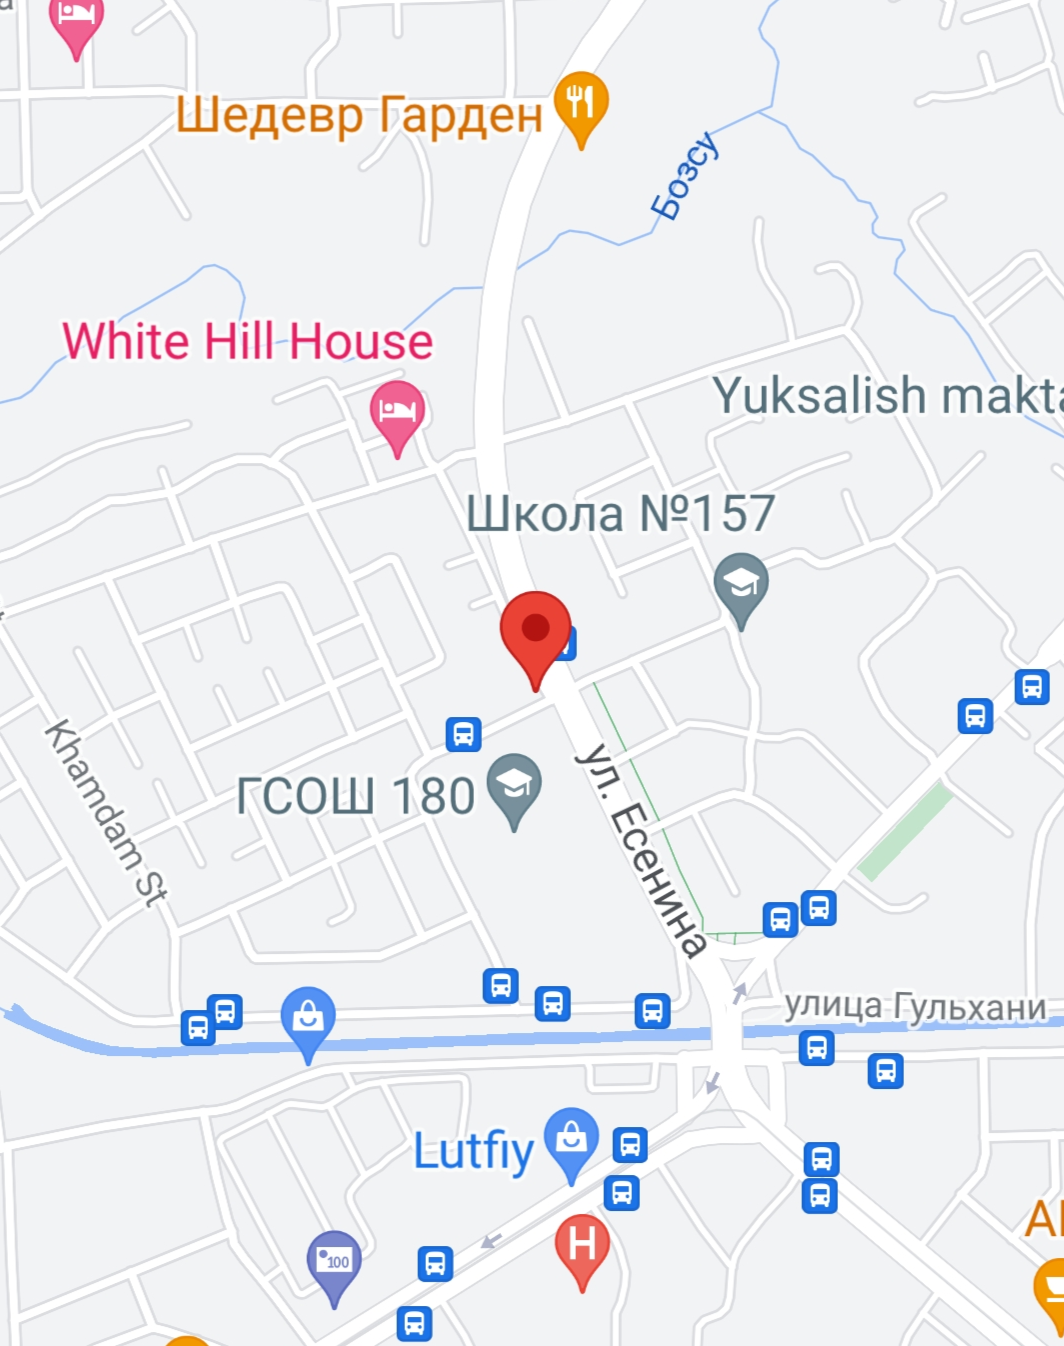 Шедевр Гарден
Бозсу
White Hill House
Yuksalish makta
Школа №157
ГСОШ 180
Khamdam St
ул. Есенина
улица Гульхани
Lutfiy
H
100